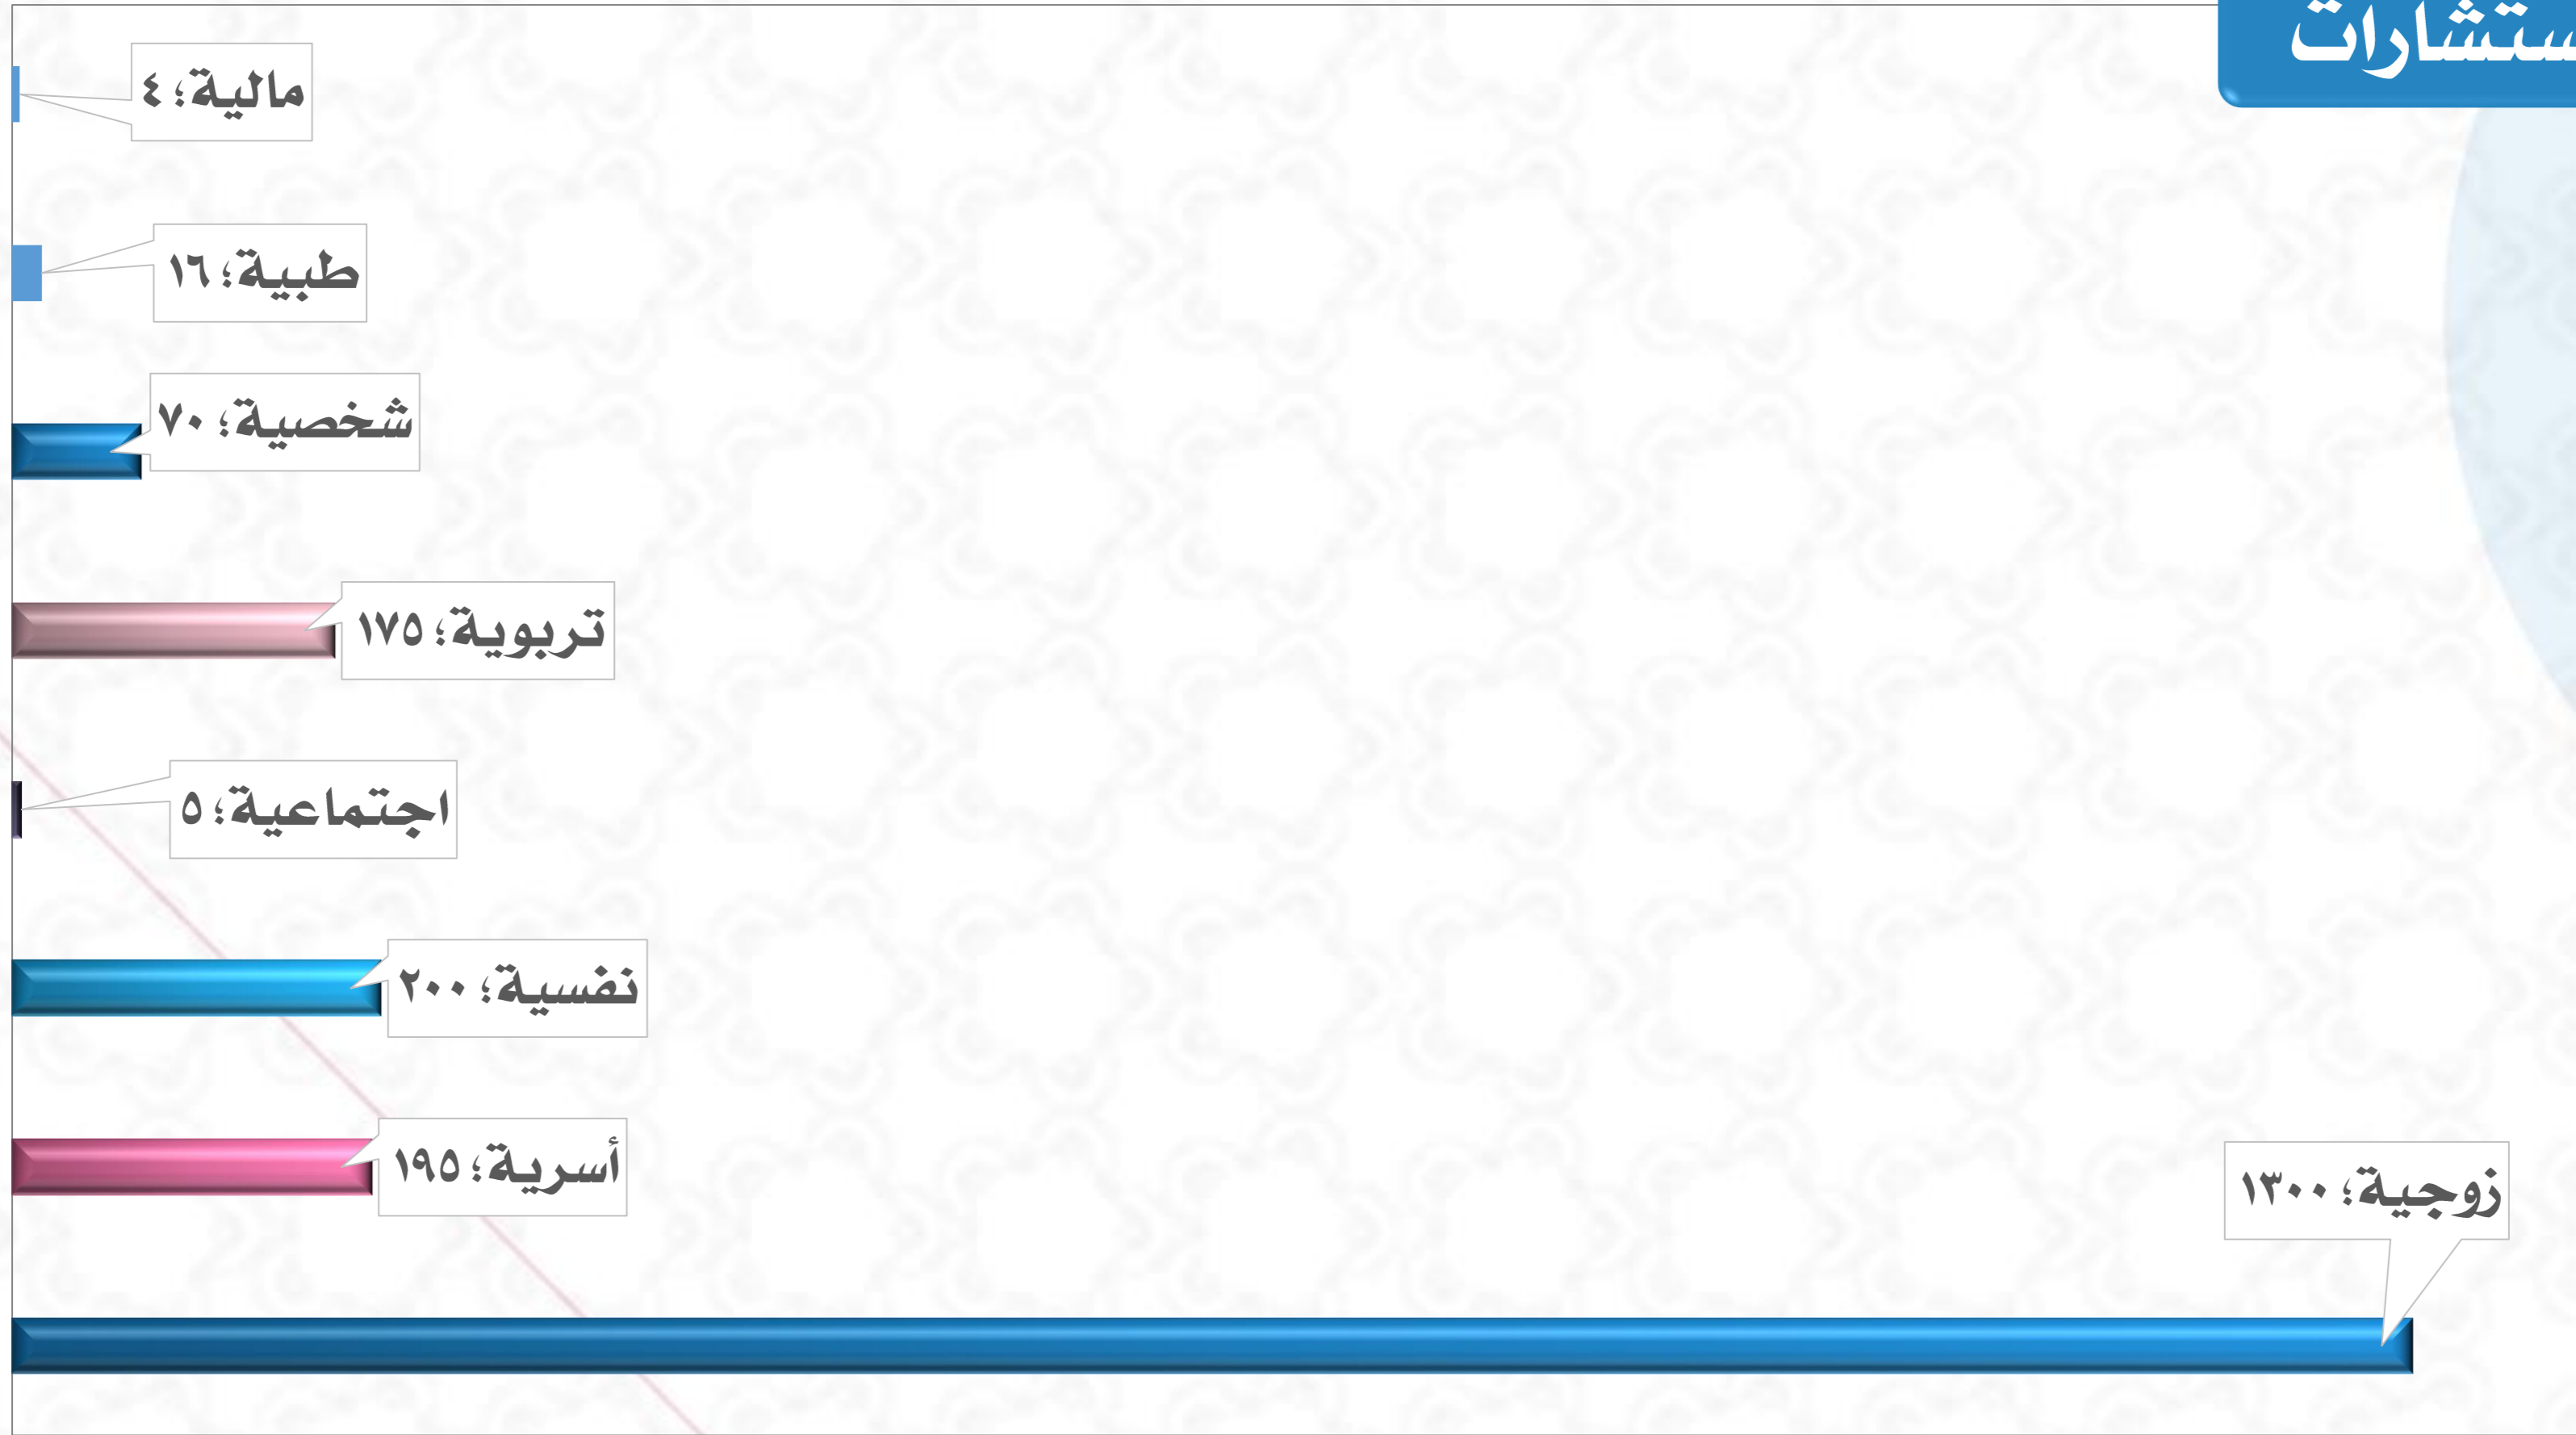 ستشارات
مالية؛ ٤
طبية؛ ١٦
شخصية؛ ٧٠
تربوية؛ ١٧٥
اجتماعية؛ ٥
نفسية؛ ٢٠٠
أسرية؛ ١٩٥
زوجية؛ ١٣٠٠